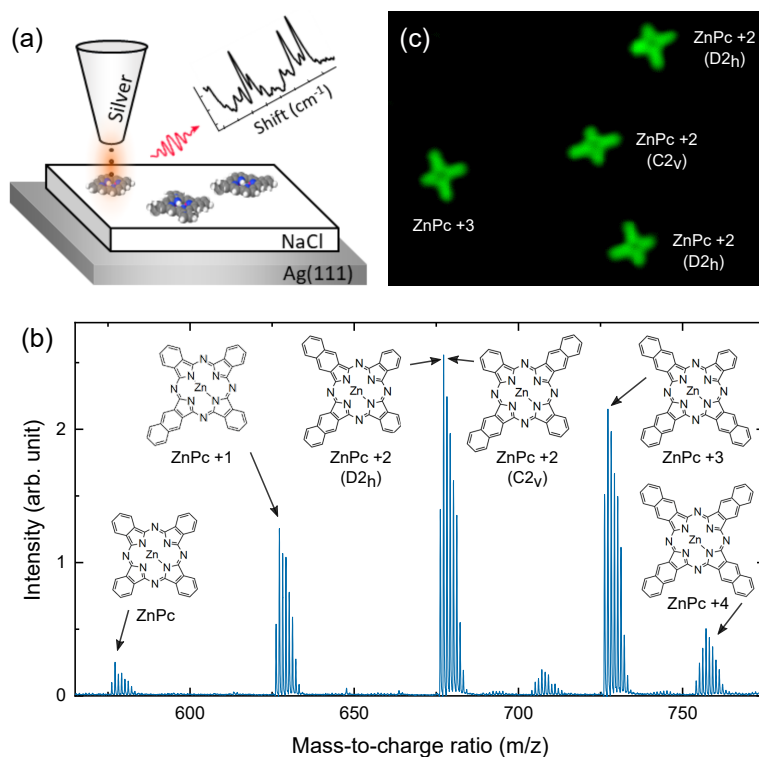 (a)
Silver
Shift (cm⁻¹)
NaCl
Ag(111)
(c)
ZnPc +2
(D2h)
ZnPc +2
(C2v)
ZnPc +3
ZnPc +2
(D2h)
(b)
Intensity (arb. unit)
2
1
0
600
650
700
750
Mass-to-charge ratio (m/z)
N
N
N
Zn
N
N
N
N
N
ZnPc
N
N
N
Zn
N
N
N
N
N
ZnPc +1
N
N
N
Zn
N
N
N
N
N
ZnPc +2
(D2h)
N
N
N
Zn
N
N
N
N
N
ZnPc +2
(C2v)
N
N
N
Zn
N
N
N
N
N
ZnPc +3
N
N
N
Zn
N
N
N
N
N
ZnPc +4